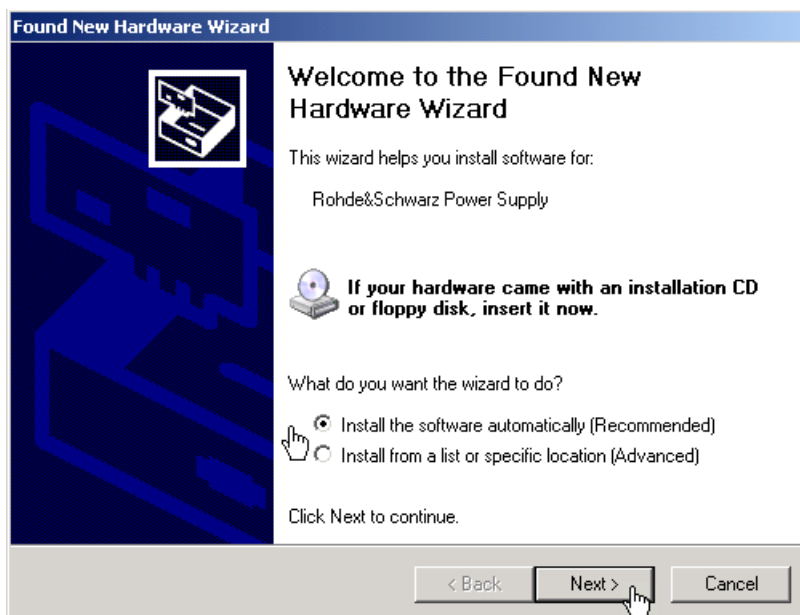 Found New Hardware Wizard
Welcome to the Found New
Hardware Wizard
This wizard helps you install software for:
Rohde&Schwarz Power Supply
If your hardware came with an installation CD
or floppy disk, insert it now.
What do you want the wizard to do?
Install the software automatically (Recommended)
Install from a list or specific location (Advanced)
Click Next to continue.
< Back
Next >
Cancel